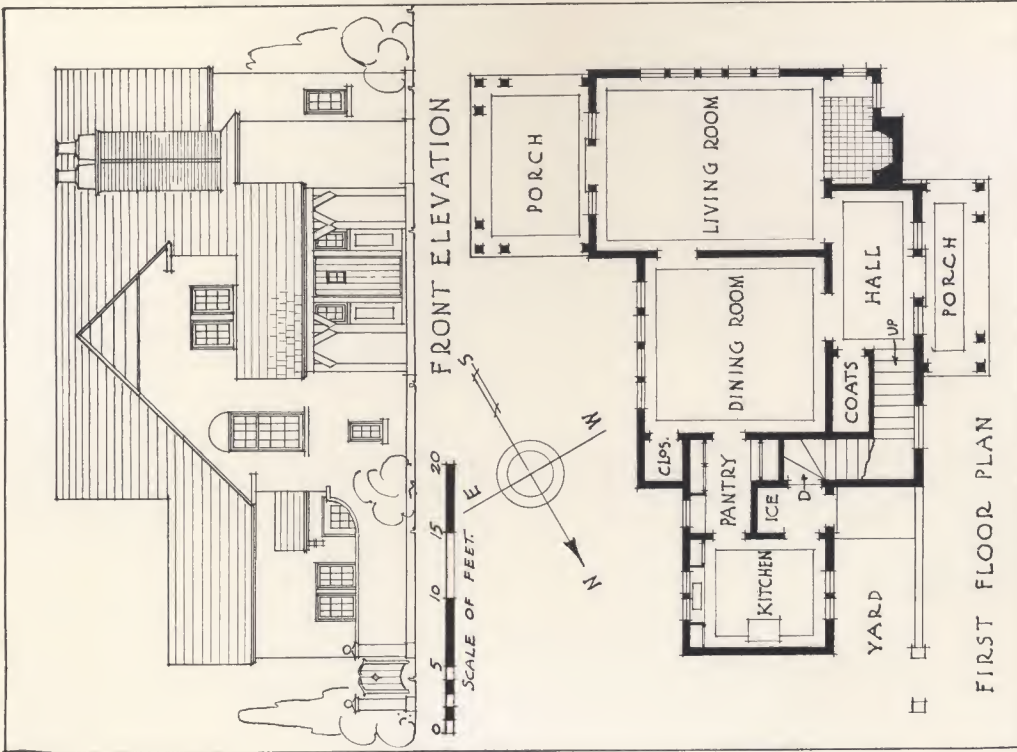 FRONT ELEVATION
0 5 10 15 20
SCALE OF FEET.
N
E
S
W
PORCH
LIVING ROOM
DINING ROOM
CLOS.
PANTRY
ICE
D
KITCHEN
COATS
HALL
UP
PORCH
YARD
FIRST FLOOR PLAN